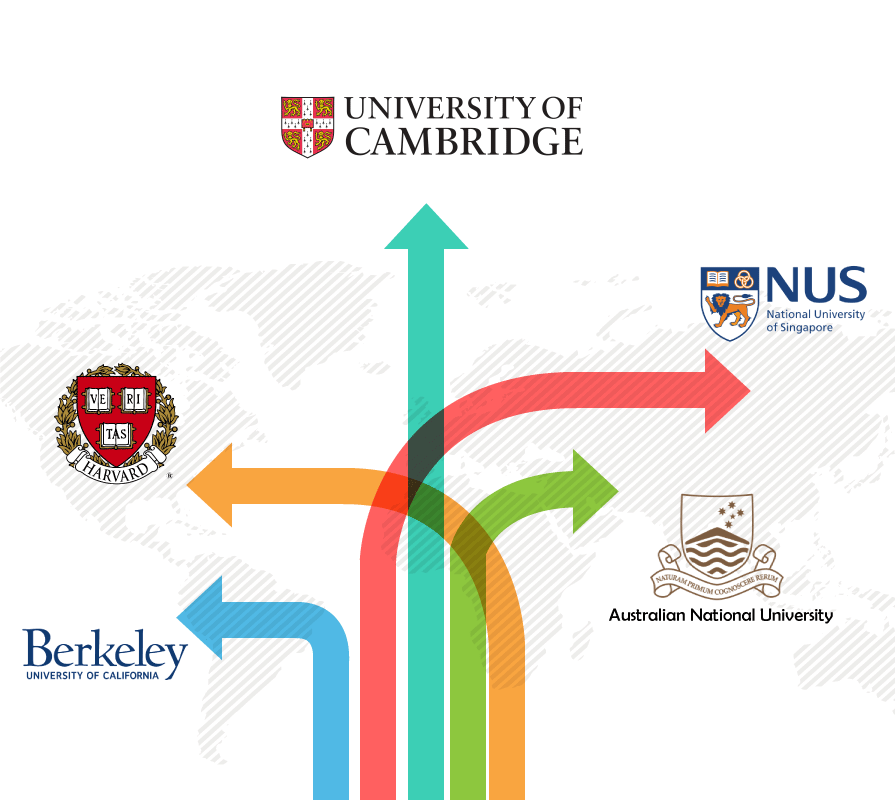 UNIVERSITY OF
CAMBRIDGE
NUS
National University
of Singapore
VE RI
TAS
HARVARD
®
NATURAM PRIMUM COGNOSCERE RERUM
Australian National University
Berkeley
UNIVERSITY OF CALIFORNIA